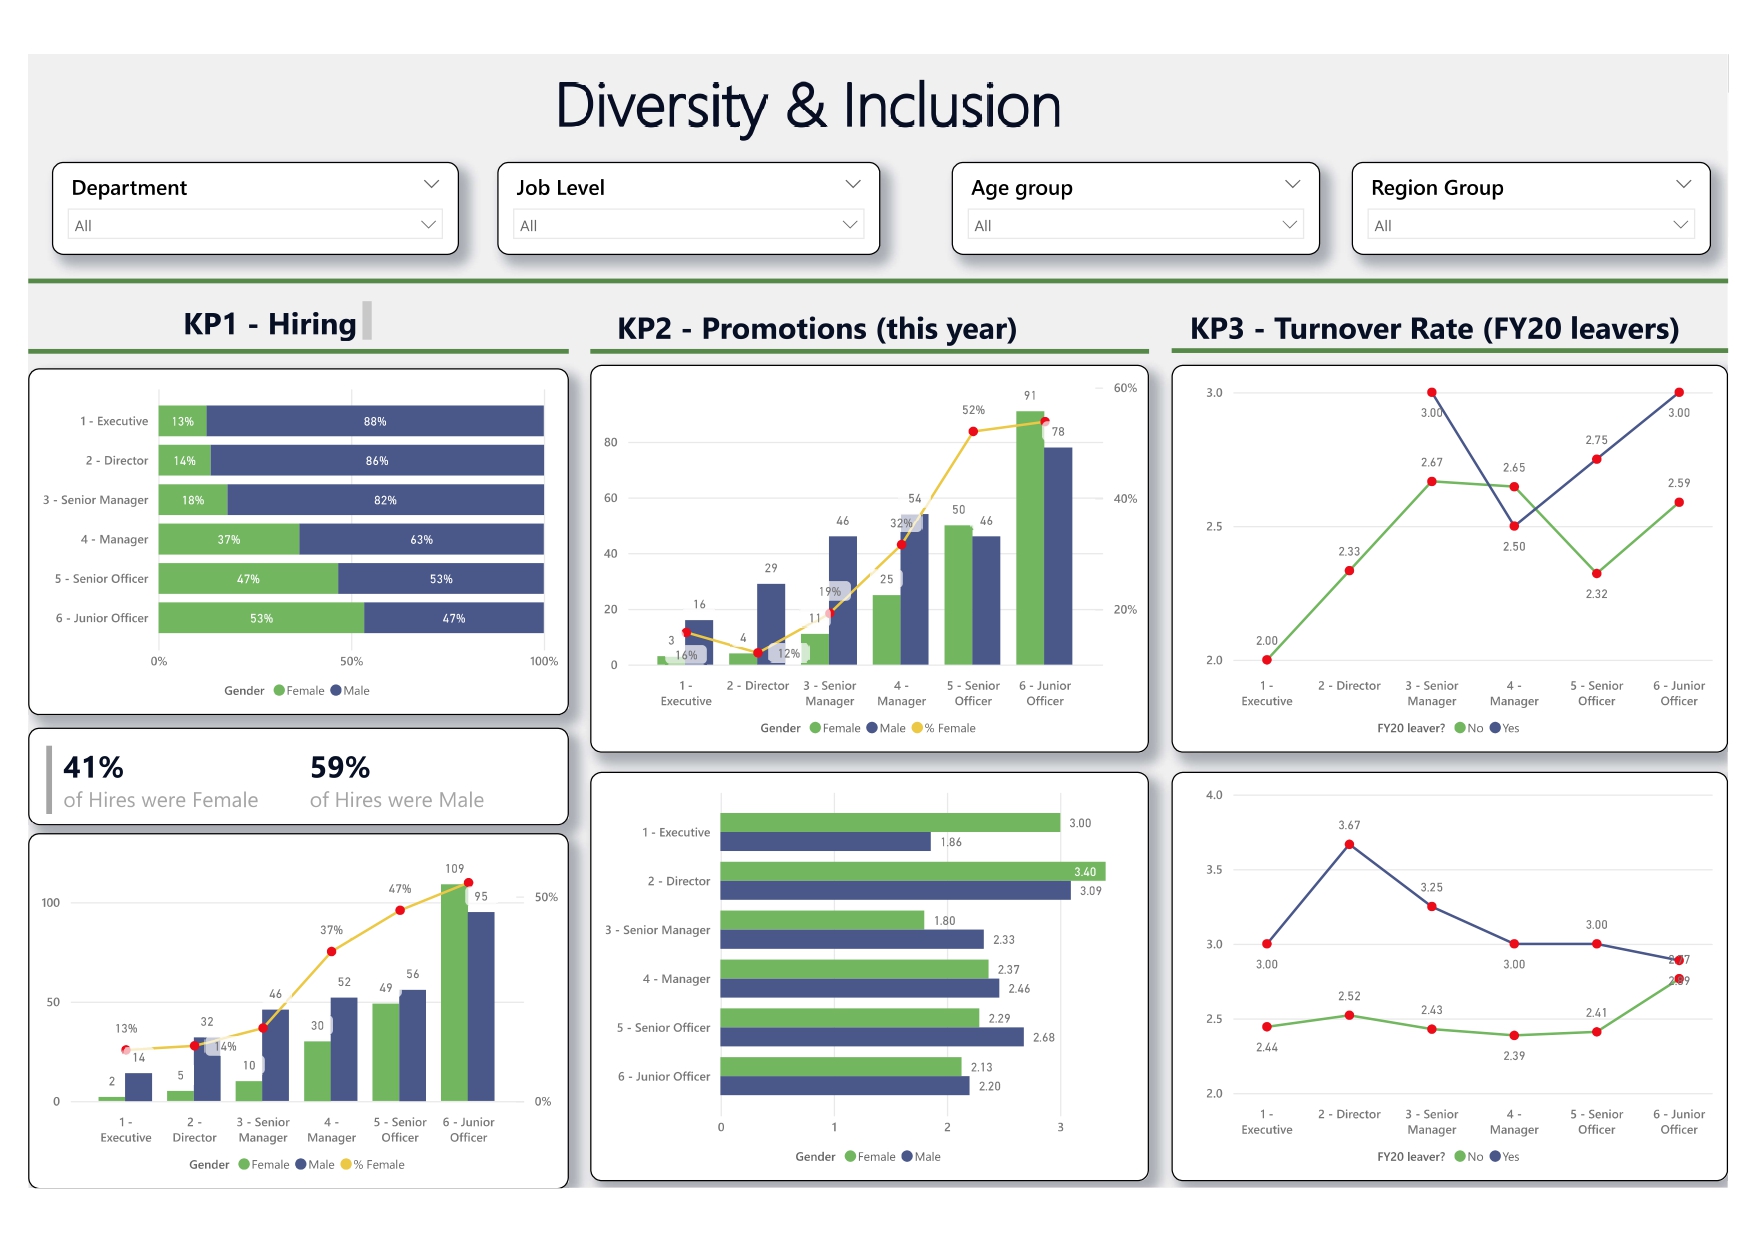 Diversity & Inclusion
Department
All
Job Level
All
Age group
All
Region Group
All
KP1 - Hiring
1 - Executive
13%
88%
2 - Director
14%
86%
3 - Senior Manager
18%
82%
4 - Manager
37%
63%
5 - Senior Officer
47%
53%
6 - Junior Officer
53%
47%
0%
50%
100%
Gender Female Male
41%
of Hires were Female
59%
of Hires were Male
109
95
50%
100
47%
37%
56
52
46
49
50
32
30
13%
14
14%
10
5
2
0
0%
1 -
Executive
2 -
Director
3 - Senior
Manager
4 -
Manager
5 - Senior
Officer
6 - Junior
Officer
Gender Female Male % Female
KP2 - Promotions (this year)
60%
91
52%
78
80
54
60
40%
50
32%
46
46
40
29
25
19%
20
20%
16
11
3
4
16%
12%
0
1 -
Executive
2 - Director
3 - Senior
Manager
4 -
Manager
5 - Senior
Officer
6 - Junior
Officer
Gender Female Male % Female
1 - Executive
3.00
1.86
2 - Director
3.40
3.09
3 - Senior Manager
1.80
2.33
4 - Manager
2.37
2.46
5 - Senior Officer
2.29
2.68
6 - Junior Officer
2.13
2.20
0
1
2
3
Gender Female Male
KP3 - Turnover Rate (FY20 leavers)
3.0
3.00
3.00
2.75
2.67
2.65
2.59
2.5
2.50
2.33
2.32
2.00
2.0
1 -
Executive
2 - Director
3 - Senior
Manager
4 -
Manager
5 - Senior
Officer
6 - Junior
Officer
FY20 leaver? No Yes
4.0
3.67
3.5
3.25
3.0
3.00
3.00
3.00
2.5
2.44
2.52
2.43
2.39
2.41
2.0
1 -
Executive
2 - Director
3 - Senior
Manager
4 -
Manager
5 - Senior
Officer
6 - Junior
Officer
FY20 leaver? No Yes